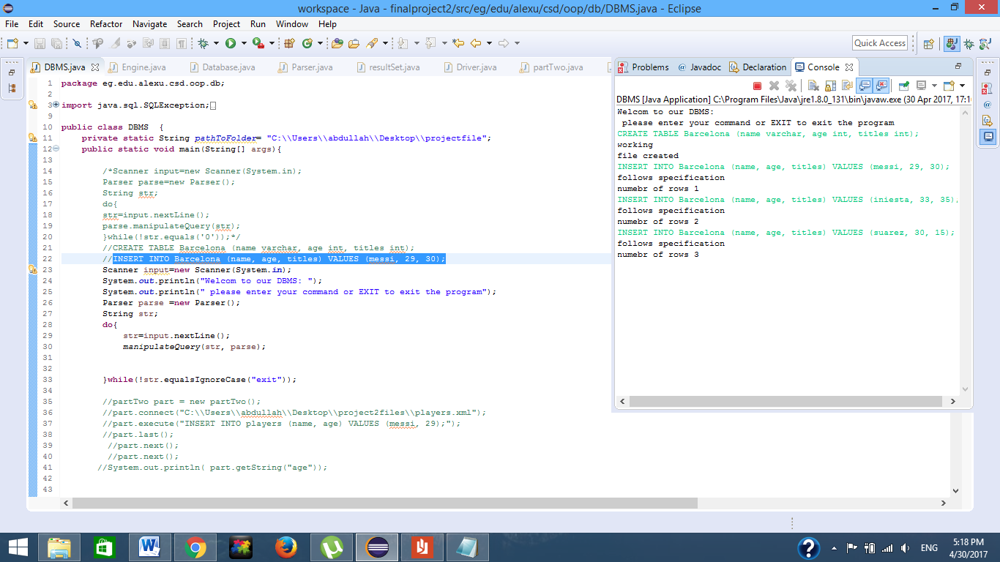 workspace - Java - finalproject2/src/eg/edu/alexu/csd/oop/db/DBMS.java - Eclipse
File Edit Source Refactor Navigate Search Project Run Window Help
Quick Access
DBMS.java Engine.java Database.java Parser.java resultSet.java Driver.java partTwo.java
1 package eg.edu.alexu.csd.oop.db;
2
3 import java.sql.SQLException;
9
10 public class DBMS {
11 private static String pathToFolder= "C:\\Users\\abdullah\\Desktop\\projectfile";
12 public static void main(String[] args){
13
14 /*Scanner input=new Scanner(System.in);
15 Parser parse=new Parser();
16 String str;
17 do{
18 str=input.nextLine();
19 parse.manipulateQuery(str);
20 }while(!str.equals('0'));*/
21 //CREATE TABLE Barcelona (name varchar, age int, titles int);
22 //INSERT INTO Barcelona (name, age, titles) VALUES (messi, 29, 30);
23 Scanner input=new Scanner(System.in);
24 System.out.println("Welcom to our DBMS: ");
25 System.out.println(" please enter your command or EXIT to exit the program");
26 Parser parse =new Parser();
27 String str;
28 do{
29 str=input.nextLine();
30 manipulateQuery(str, parse);
31
32
33 }while(!str.equalsIgnoreCase("exit"));
34
35 //partTwo part = new partTwo();
36 //part.connect("C:\\Users\\abdullah\\Desktop\\project2files\\players.xml");
37 //part.execute("INSERT INTO players (name, age) VALUES (messi, 29);");
38 //part.last();
39 //part.next();
40 //part.next();
41 //System.out.println( part.getString("age"));
42
43
Problems @ Javadoc Declaration Console
DBMS [Java Application] C:\Program Files\Java\jre1.8.0_131\bin\javaw.exe (30 Apr 2017, 17:1
Welcom to our DBMS:
please enter your command or EXIT to exit the program
CREATE TABLE Barcelona (name varchar, age int, titles int);
working
file created
INSERT INTO Barcelona (name, age, titles) VALUES (messi, 29, 30);
follows specification
numebr of rows 1
INSERT INTO Barcelona (name, age, titles) VALUES (iniesta, 33, 35),
follows specification
numebr of rows 2
INSERT INTO Barcelona (name, age, titles) VALUES (suarez, 30, 15);
follows specification
numebr of rows 3
ENG
5:18 PM
4/30/2017